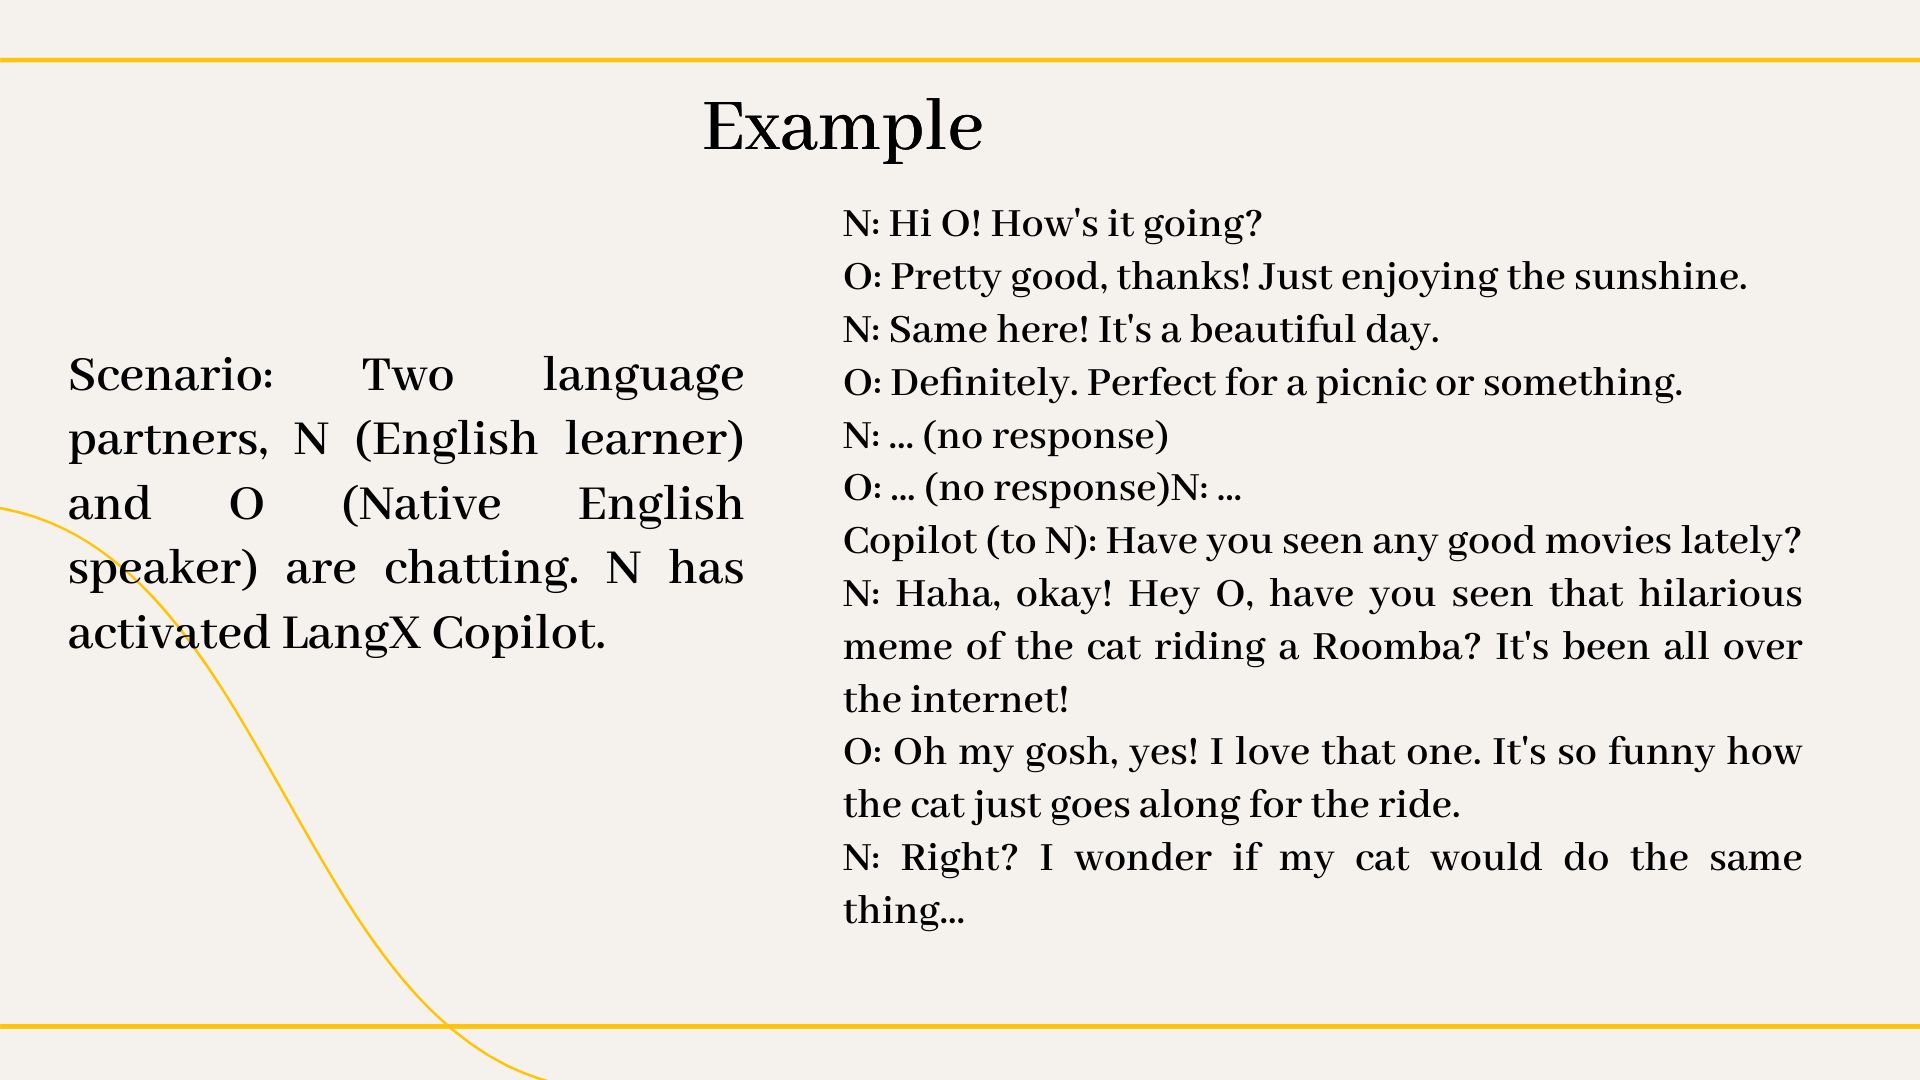 Example
Scenario: Two language
partners, N (English learner)
and O (Native English
speaker) are chatting. N has
activated LangX Copilot.
N: Hi O! How's it going?
O: Pretty good, thanks! Just enjoying the sunshine.
N: Same here! It's a beautiful day.
O: Definitely. Perfect for a picnic or something.
N: ... (no response)
O: ... (no response)N: ...
Copilot (to N): Have you seen any good movies lately?
N: Haha, okay! Hey O, have you seen that hilarious
meme of the cat riding a Roomba? It's been all over
the internet!
O: Oh my gosh, yes! I love that one. It's so funny how
the cat just goes along for the ride.
N: Right? I wonder if my cat would do the same
thing...